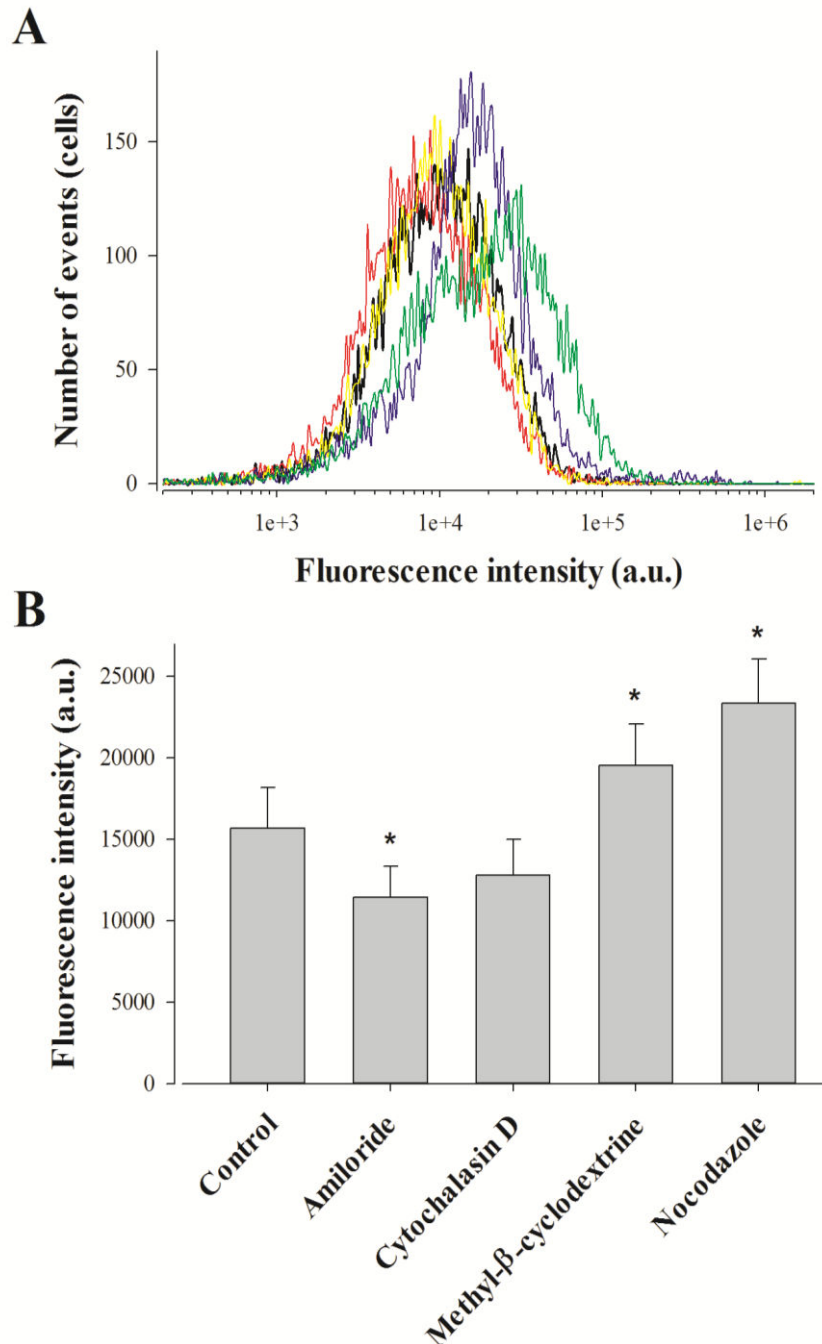 A
Number of events (cells)
150
100
50
0
1e+3 1e+4 1e+5 1e+6
Fluorescence intensity (a.u.)
B
Fluorescence intensity (a.u.)
25000
20000
15000
10000
5000
0
* * *
Control
Amiloride
Cytochalasin D
Methyl-β-cyclodextrine
Nocodazole